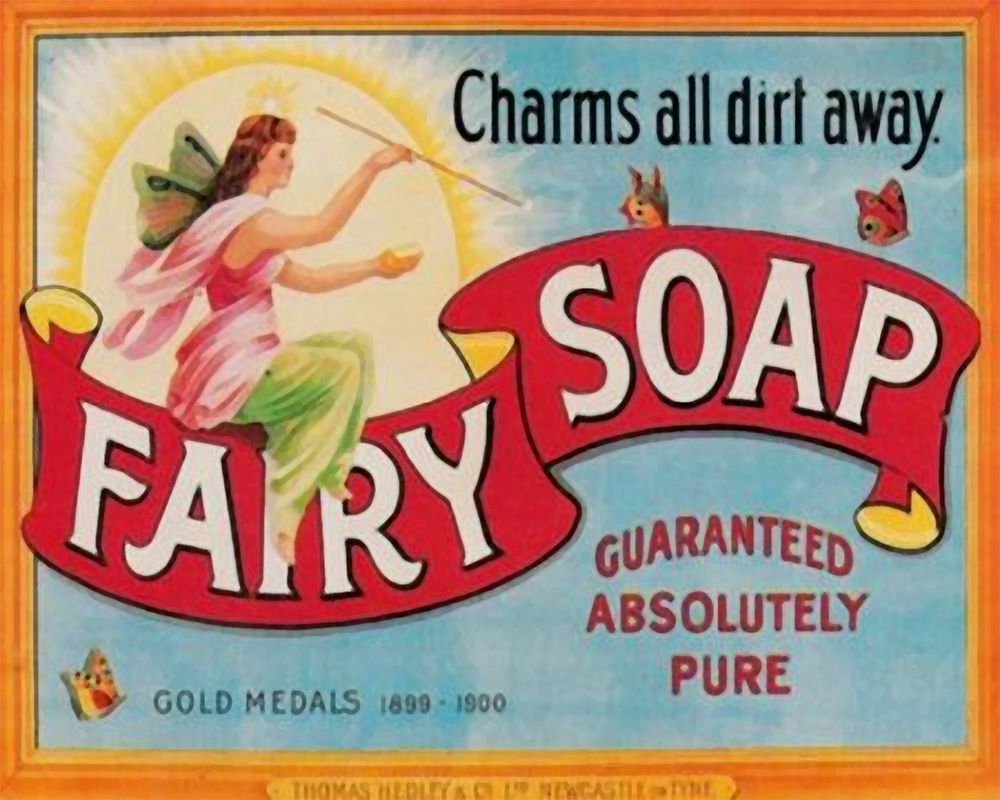 Charms all dirt away.
FAIRY SOAP
GUARANTEED
ABSOLUTELY
PURE
GOLD MEDALS 1899 - 1900
THOMAS HEDLEY & CO LTD NEWCASTLE on TYNE